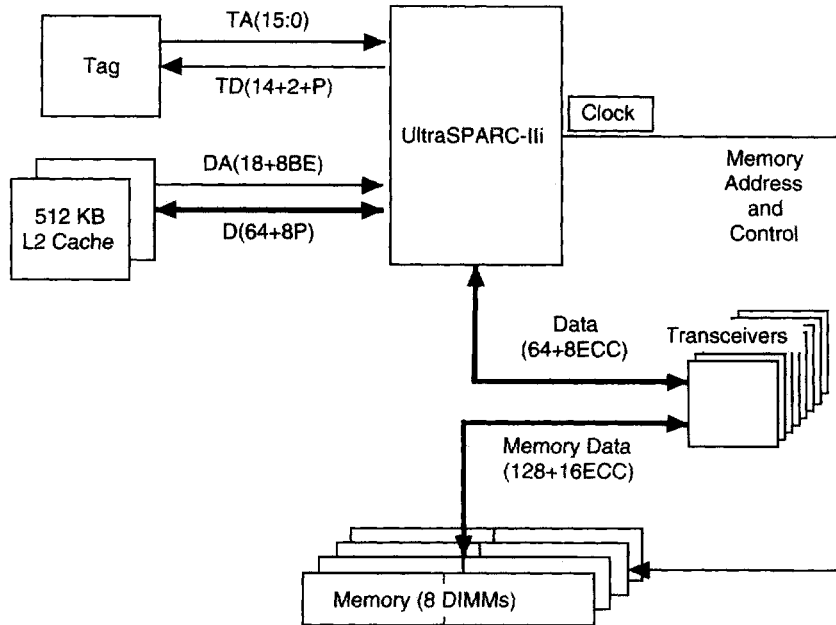 TA(15:0)
Tag
TD(14+2+P)
UltraSPARC-IIi
Clock
DA(18+8BE)
512 KB
L2 Cache
D(64+8P)
Memory
Address
and
Control
Data
(64+8ECC)
Transceivers
Memory Data
(128+16ECC)
Memory (8 DIMMs)